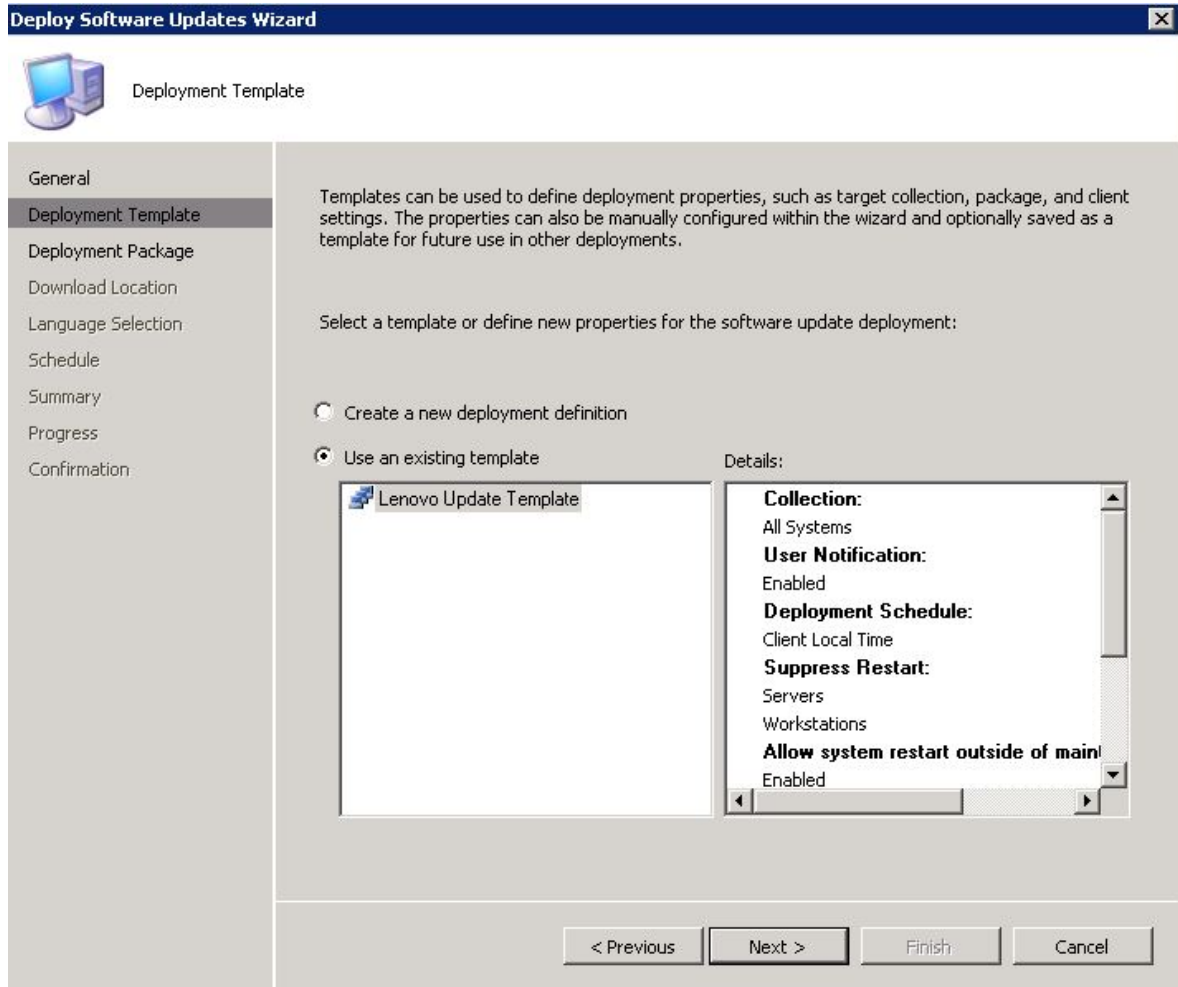 Deploy Software Updates Wizard
Deployment Template
General
Deployment Template
Deployment Package
Download Location
Language Selection
Schedule
Summary
Progress
Confirmation
Templates can be used to define deployment properties, such as target collection, package, and client
settings. The properties can also be manually configured within the wizard and optionally saved as a
template for future use in other deployments.
Select a template or define new properties for the software update deployment:
Create a new deployment definition
Use an existing template
Lenovo Update Template
Details:
Collection:
All Systems
User Notification:
Enabled
Deployment Schedule:
Client Local Time
Suppress Restart:
Servers
Workstations
Allow system restart outside of main
Enabled
< Previous
Next >
Finish
Cancel